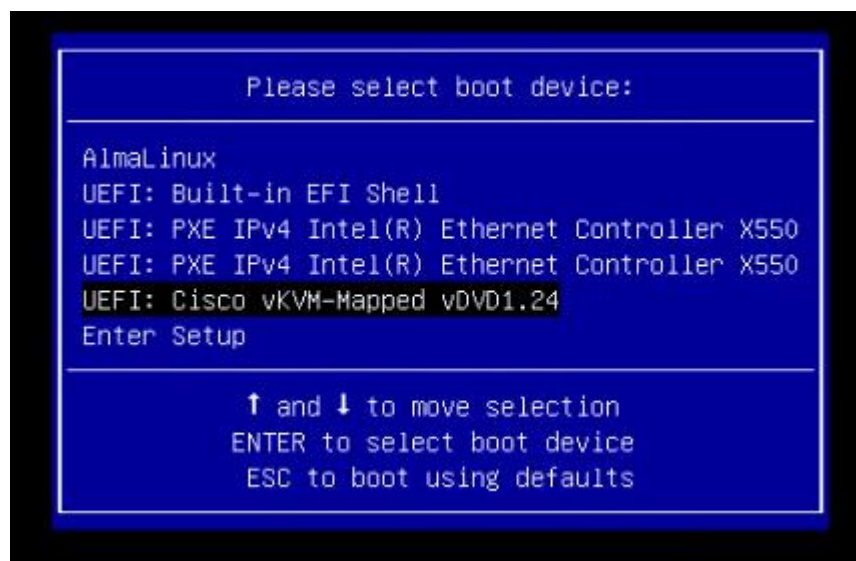 Please select boot device:
AlmaLinux
UEFI: Built-in EFI Shell
UEFI: PXE IPv4 Intel(R) Ethernet Controller X550
UEFI: PXE IPv4 Intel(R) Ethernet Controller X550
UEFI: Cisco vKVM-Mapped vDVD1.24
Enter Setup
↑ and ↓ to move selection
ENTER to select boot device
ESC to boot using defaults